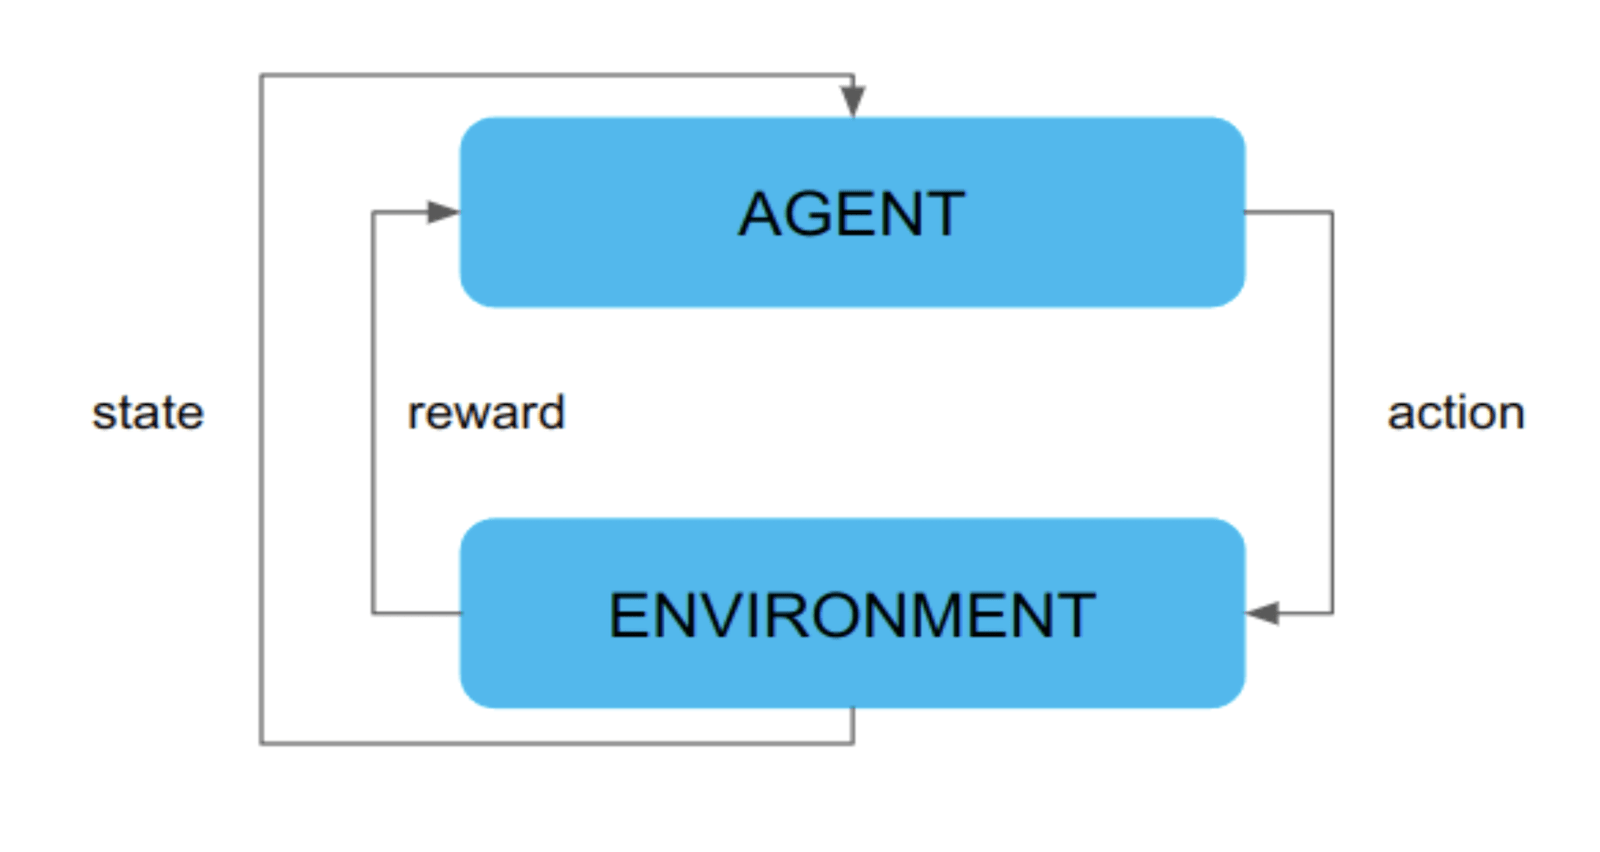 AGENT
state
reward
action
ENVIRONMENT